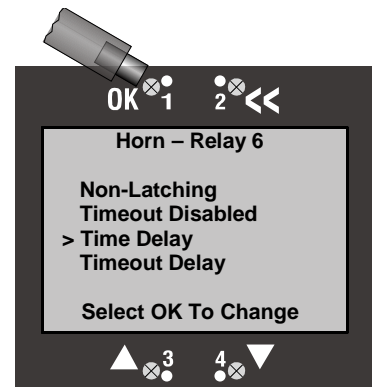 OK 1 2 <<
Horn – Relay 6
Non-Latching
Timeout Disabled
> Time Delay
Timeout Delay
Select OK To Change
3 4